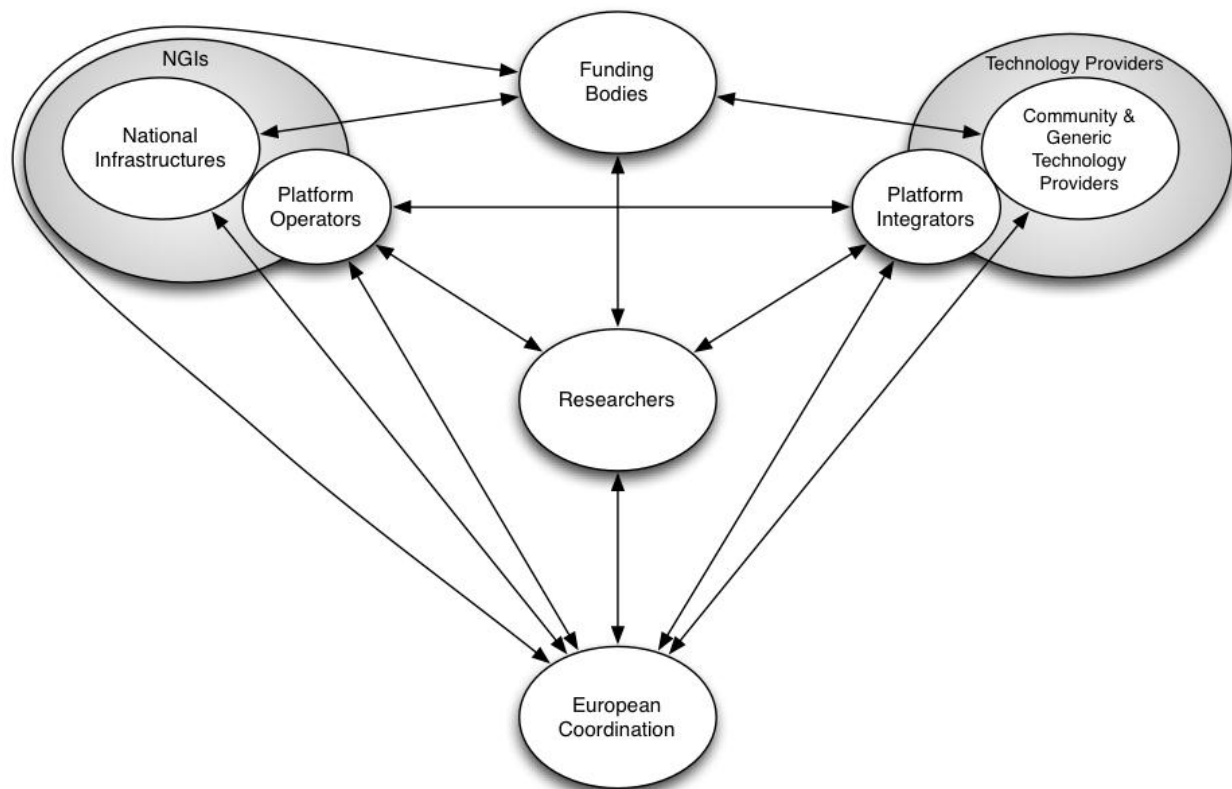 NGIs
National
Infrastructures
Platform
Operators
Funding
Bodies
Technology Providers
Community &
Generic
Technology
Providers
Platform
Integrators
Researchers
European
Coordination